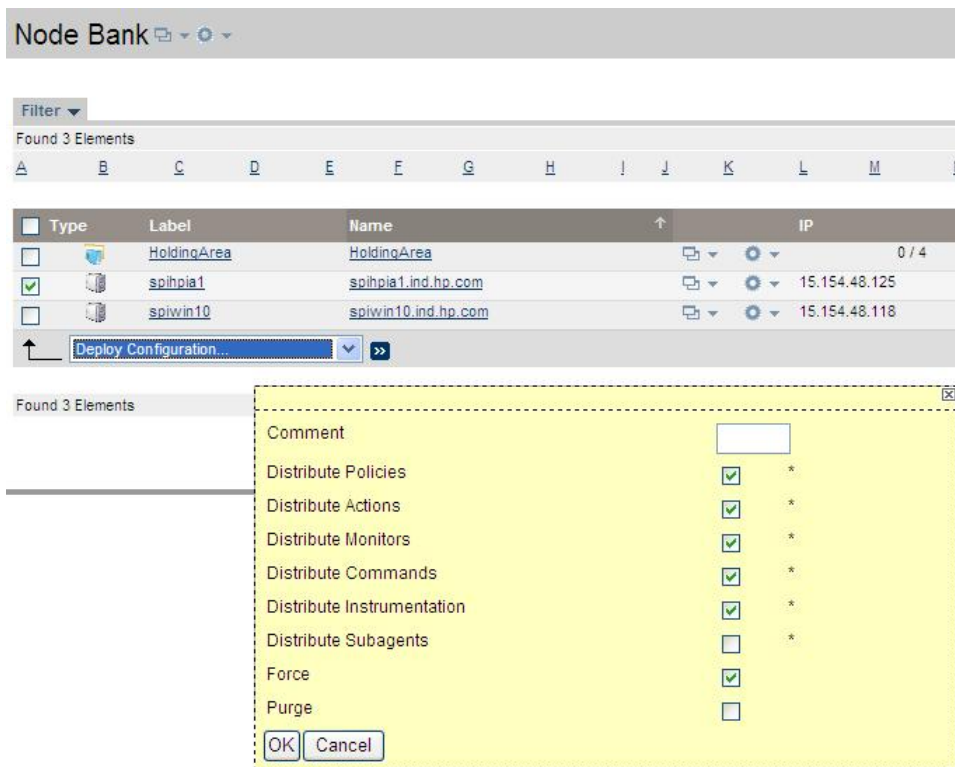 Node Bank
Filter
Found 3 Elements
A B C D E F G H I J K L M
Type Label Name IP
HoldingArea HoldingArea 0 / 4
spihpia1 spihpia1.ind.hp.com 15.154.48.125
spiwin10 spiwin10.ind.hp.com 15.154.48.118
Deploy Configuration...
Found 3 Elements
Comment
Distribute Policies *
Distribute Actions *
Distribute Monitors *
Distribute Commands *
Distribute Instrumentation *
Distribute Subagents *
Force
Purge
OK Cancel